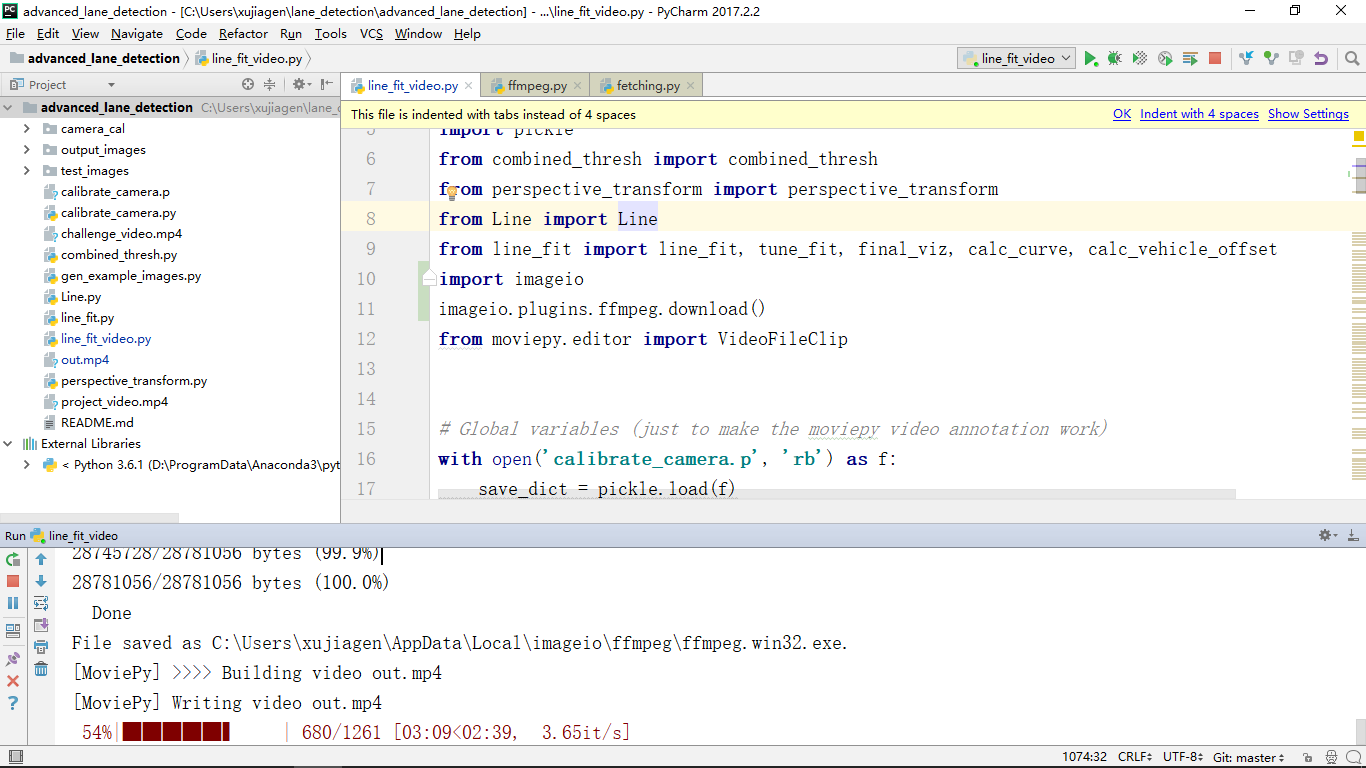 advanced_lane_detection - [C:\Users\xujiagen\lane_detection\advanced_lane_detection] - ...\line_fit_video.py - PyCharm 2017.2.2
File Edit View Navigate Code Refactor Run Tools VCS Window Help
advanced_lane_detection line_fit_video.py
line_fit_video
Project
line_fit_video.py ffmpeg.py fetching.py
advanced_lane_detection C:\Users\xujiagen\lane_
camera_cal
output_images
test_images
calibrate_camera.p
calibrate_camera.py
challenge_video.mp4
combined_thresh.py
gen_example_images.py
Line.py
line_fit.py
line_fit_video.py
out.mp4
perspective_transform.py
project_video.mp4
README.md
External Libraries
< Python 3.6.1 (D:\ProgramData\Anaconda3\pyt
This file is indented with tabs instead of 4 spaces OK Indent with 4 spaces Show Settings
5 import pickle
6 from combined_thresh import combined_thresh
7 from perspective_transform import perspective_transform
8 from Line import Line
9 from line_fit import line_fit, tune_fit, final_viz, calc_curve, calc_vehicle_offset
10 import imageio
11 imageio.plugins.ffmpeg.download()
12 from moviepy.editor import VideoFileClip
13
14
15 # Global variables (just to make the moviepy video annotation work)
16 with open('calibrate_camera.p', 'rb') as f:
17 save_dict = pickle.load(f)
Run line_fit_video
28745728/28781056 bytes (99.9%)
28781056/28781056 bytes (100.0%)
Done
File saved as C:\Users\xujiagen\AppData\Local\imageio\ffmpeg\ffmpeg.win32.exe.
[MoviePy] >>>> Building video out.mp4
[MoviePy] Writing video out.mp4
54%| | 680/1261 [03:09<02:39, 3.65it/s]
1074:32 CRLF UTF-8 Git: master